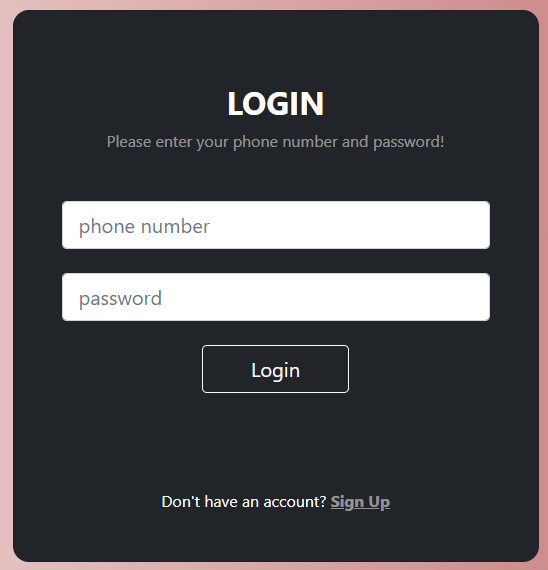 LOGIN
Please enter your phone number and password!
phone number
password
Login
Don't have an account? Sign Up